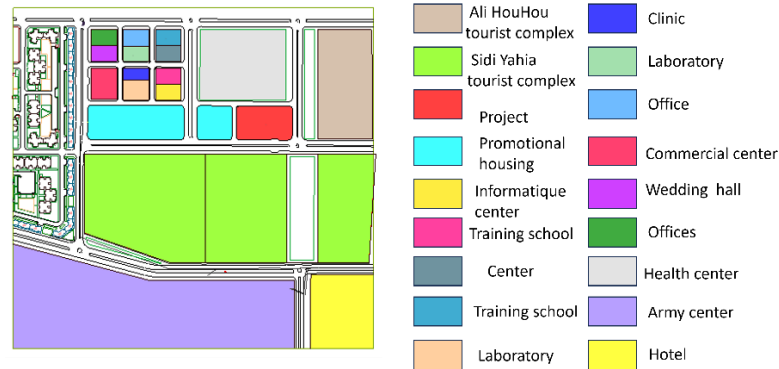 Ali HouHou
tourist complex
Sidi Yahia
tourist complex
Project
Promotional
housing
Informatique
center
Training school
Center
Training school
Laboratory
Clinic
Laboratory
Office
Commercial center
Wedding hall
Offices
Health center
Army center
Hotel